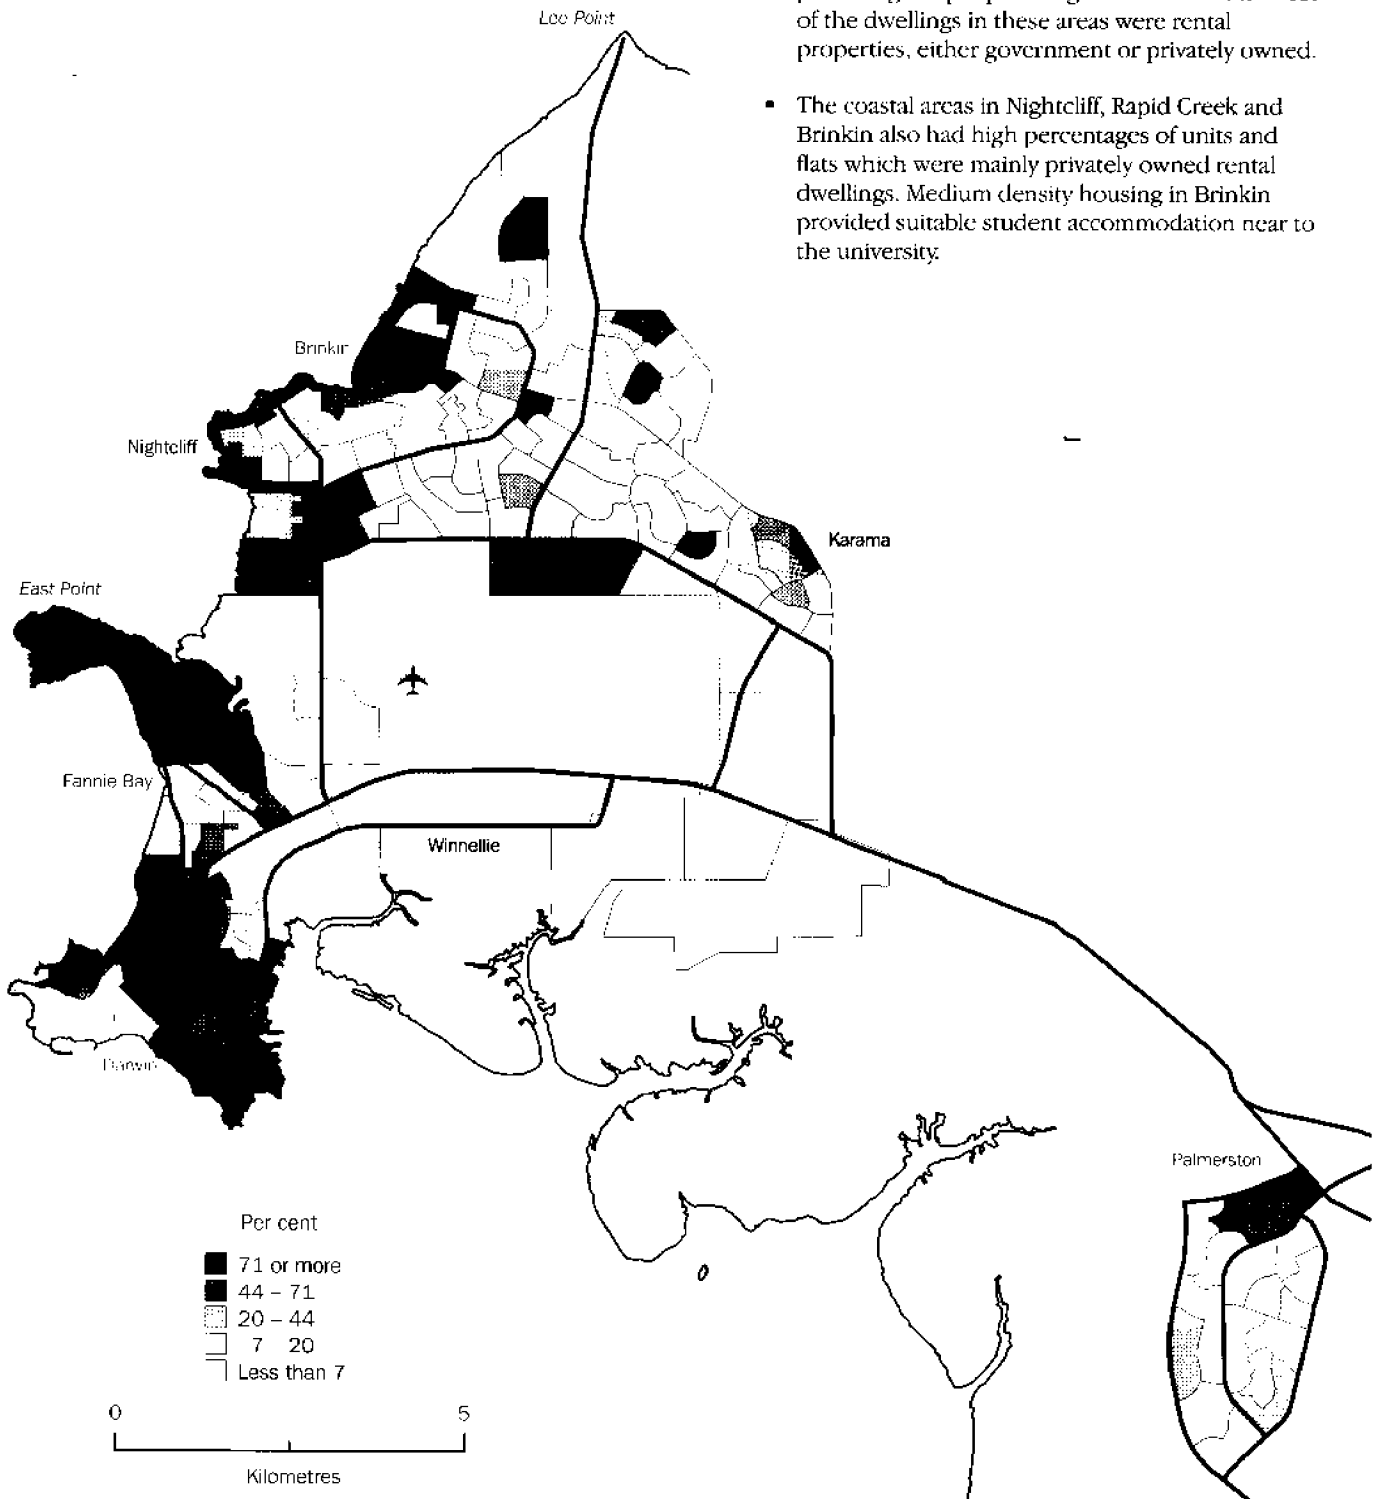 Lee Point
of the dwellings in these areas were rental
properties, either government or privately owned.
▪ The coastal areas in Nightcliff, Rapid Creek and
Brinkin also had high percentages of units and
flats which were mainly privately owned rental
dwellings. Medium density housing in Brinkin
provided suitable student accommodation near to
the university.
Brinkin
Nightcliff
Karama
East Point
Fannie Bay
Winnellie
Darwin
Palmerston
Per cent
71 or more
44 – 71
20 – 44
7 20
Less than 7
0 5
Kilometres